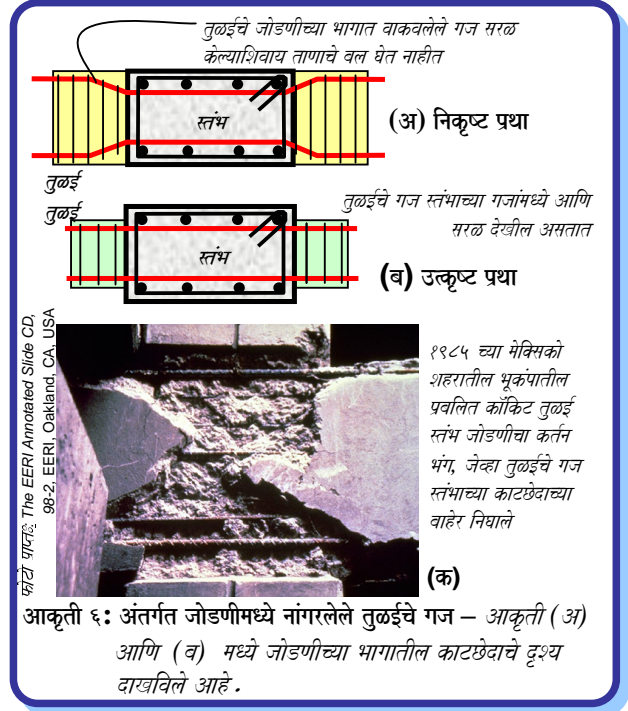 तुळईचे जोडणीच्या भागात वाकवलेले गज सरळ
केल्याशिवाय ताणाचे वल घेत नाहीत
स्तंभ
(अ) निकृष्ट प्रथा
तुळई
तुळई
तुळईचे गज स्तंभाच्या गजांमध्ये आणि
सरळ देखील असतात
स्तंभ
(ब) उत्कृष्ट प्रथा
फोटो प्राप्तः The EERI Annotated Slide CD,
98-2, EERI, Oakland, CA, USA
१९८५ च्या मेक्सिको
शहरातील भूकंपातील
प्रवलित काँकिट तुळई
स्तंभ जोडणीचा कर्तन
भंग, जेव्हा तुळईचे गज
स्तंभाच्या काटछेदाच्या
वाहेर निघाले
(क)
आकृती ६: अंतर्गत जोडणीमध्ये नांगरलेले तुळईचे गज – आकृती (अ)
आणि (व) मध्ये जोडणीच्या भागातील काटछेदाचे दृश्य
दाखविले आहे.